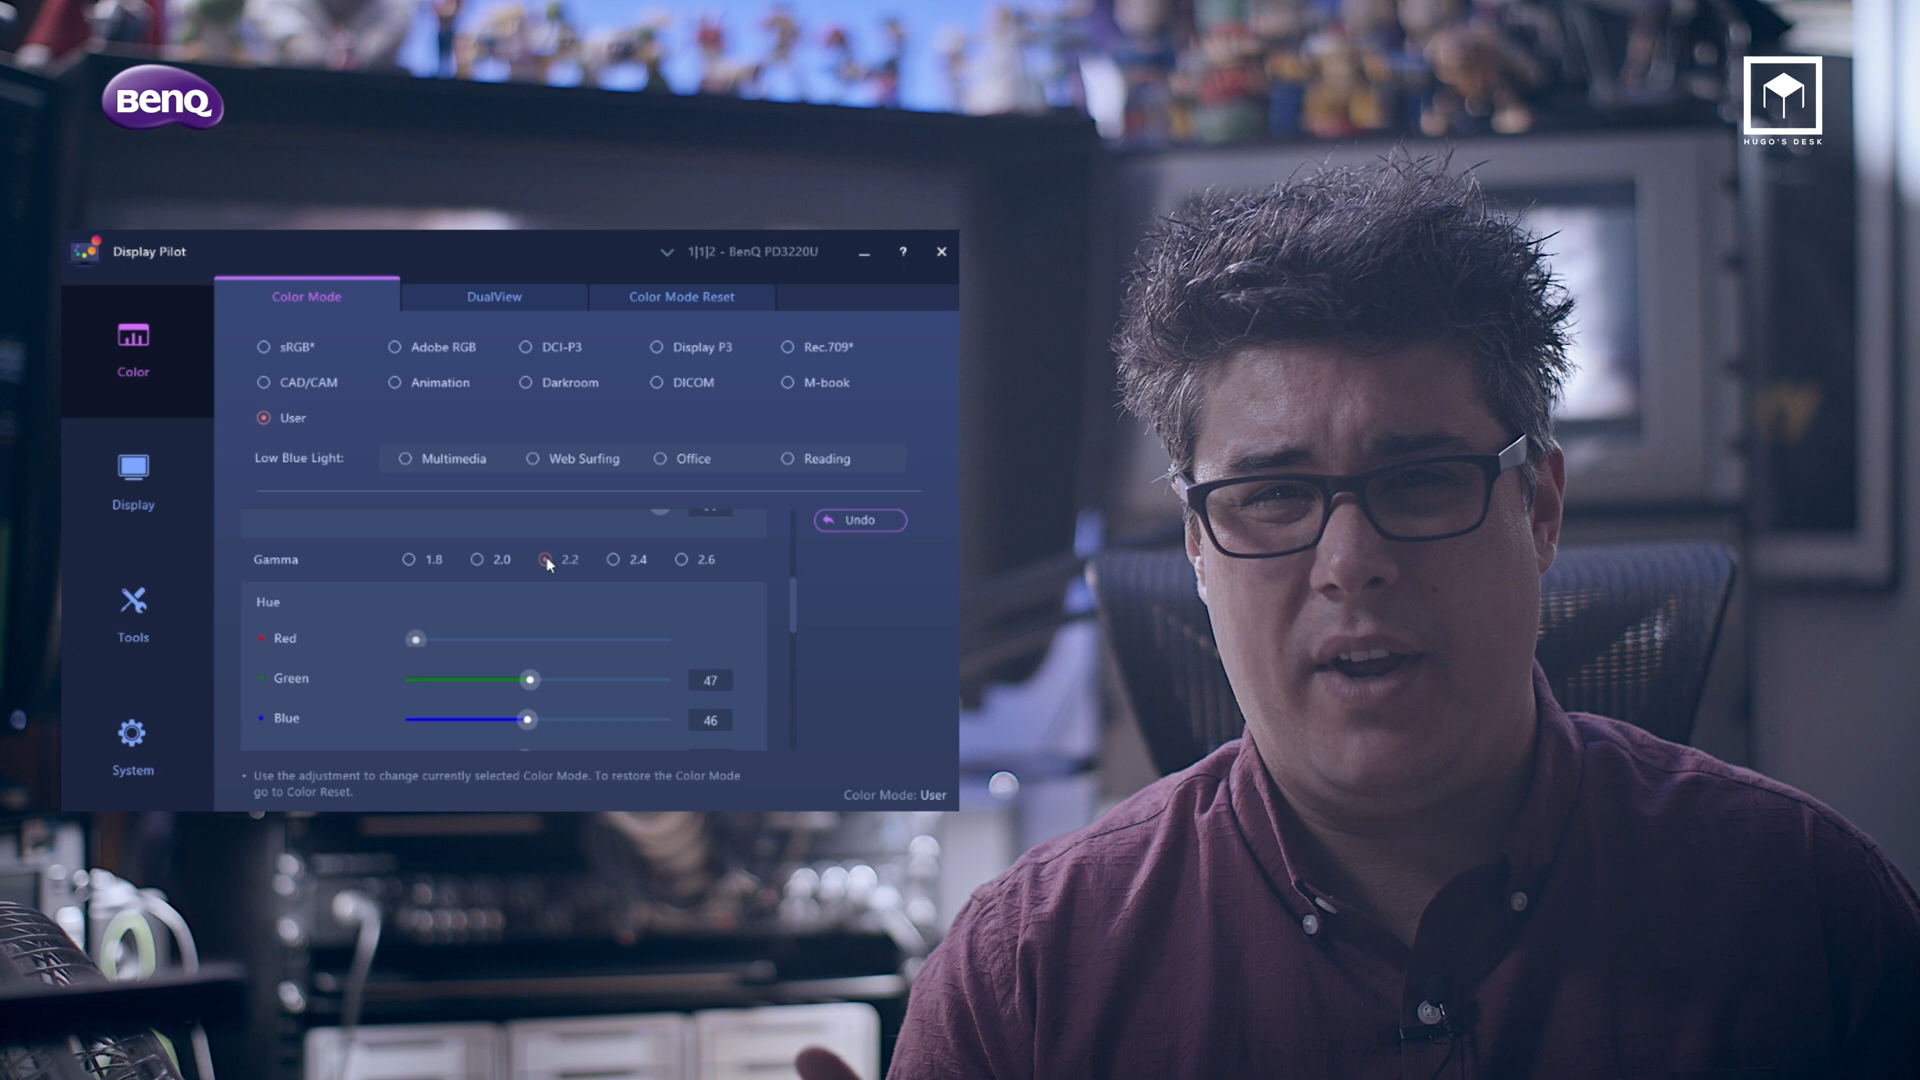 BenQ
HUGO'S DESK
Display Pilot
1|1|2 - BenQ PD3220U
?
Color Mode
DualView
Color Mode Reset
Color
Display
Tools
System
sRGB*
Adobe RGB
DCI-P3
Display P3
Rec.709*
CAD/CAM
Animation
Darkroom
DICOM
M-book
User
Low Blue Light:
Multimedia
Web Surfing
Office
Reading
Undo
Gamma
1.8
2.0
2.2
2.4
2.6
Hue
Red
Green
47
Blue
46
• Use the adjustment to change currently selected Color Mode. To restore the Color Mode
go to Color Reset.
Color Mode: User